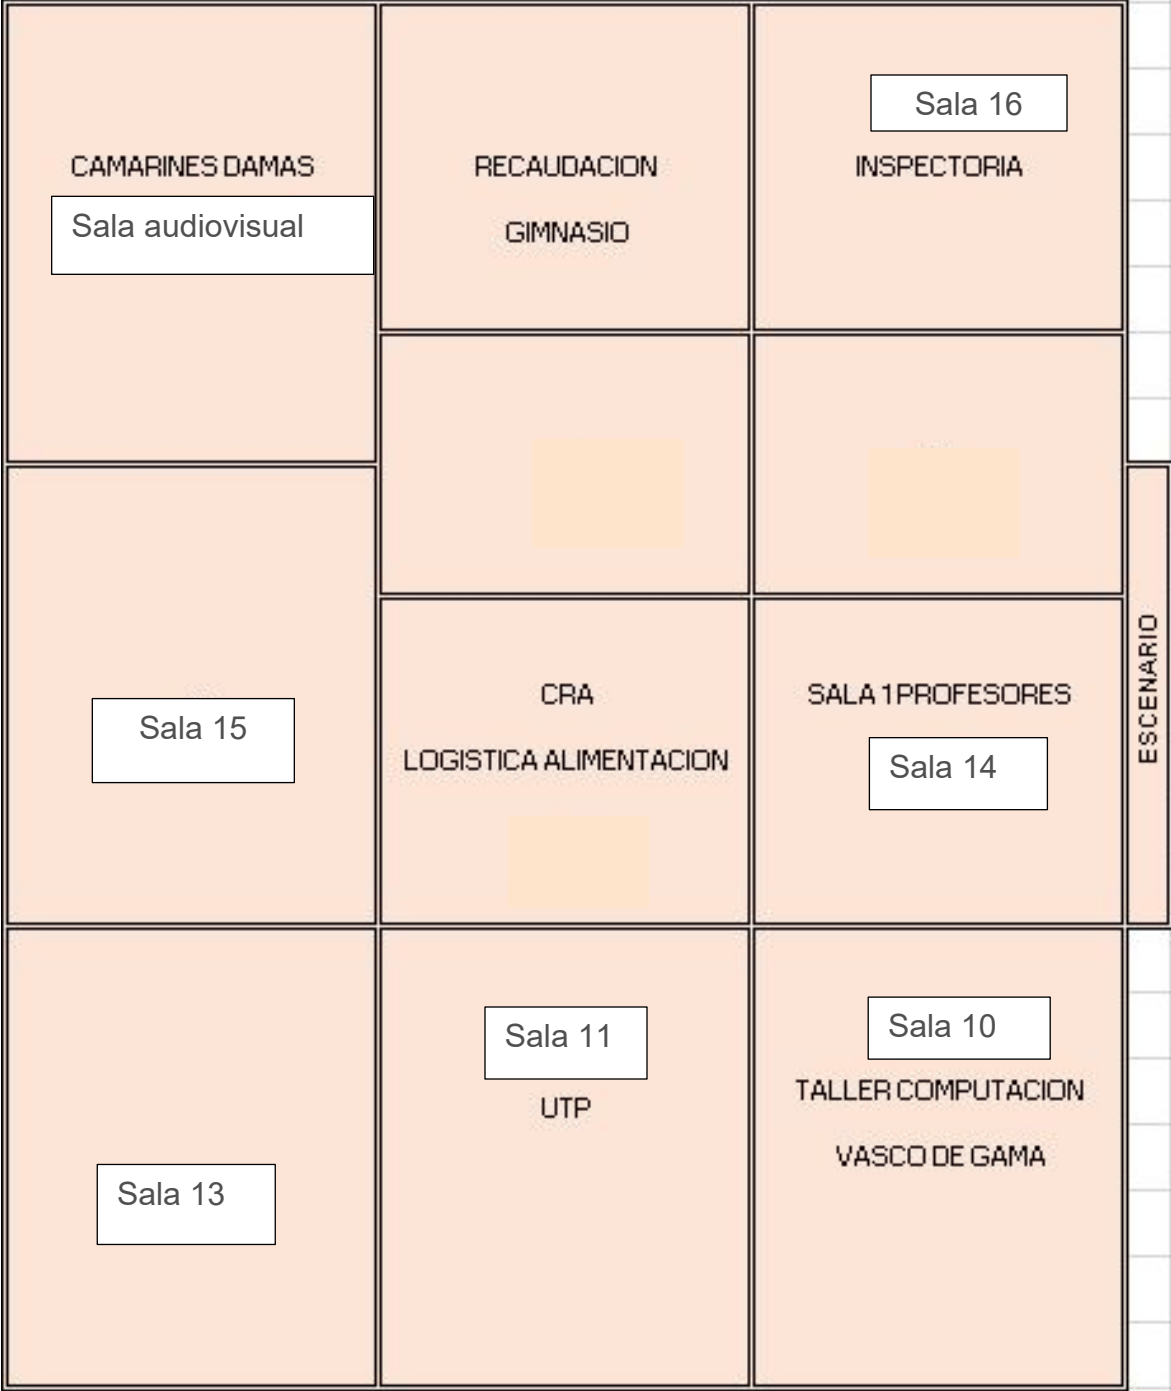 CAMARINES DAMAS
Sala audiovisual
RECAUDACION
GIMNASIO
Sala 16
INSPECTORIA
Sala 15
CRA
LOGISTICA ALIMENTACION
SALA 1 PROFESORES
Sala 14
ESCENARIO
Sala 13
Sala 11
UTP
Sala 10
TALLER COMPUTACION
VASCO DE GAMA